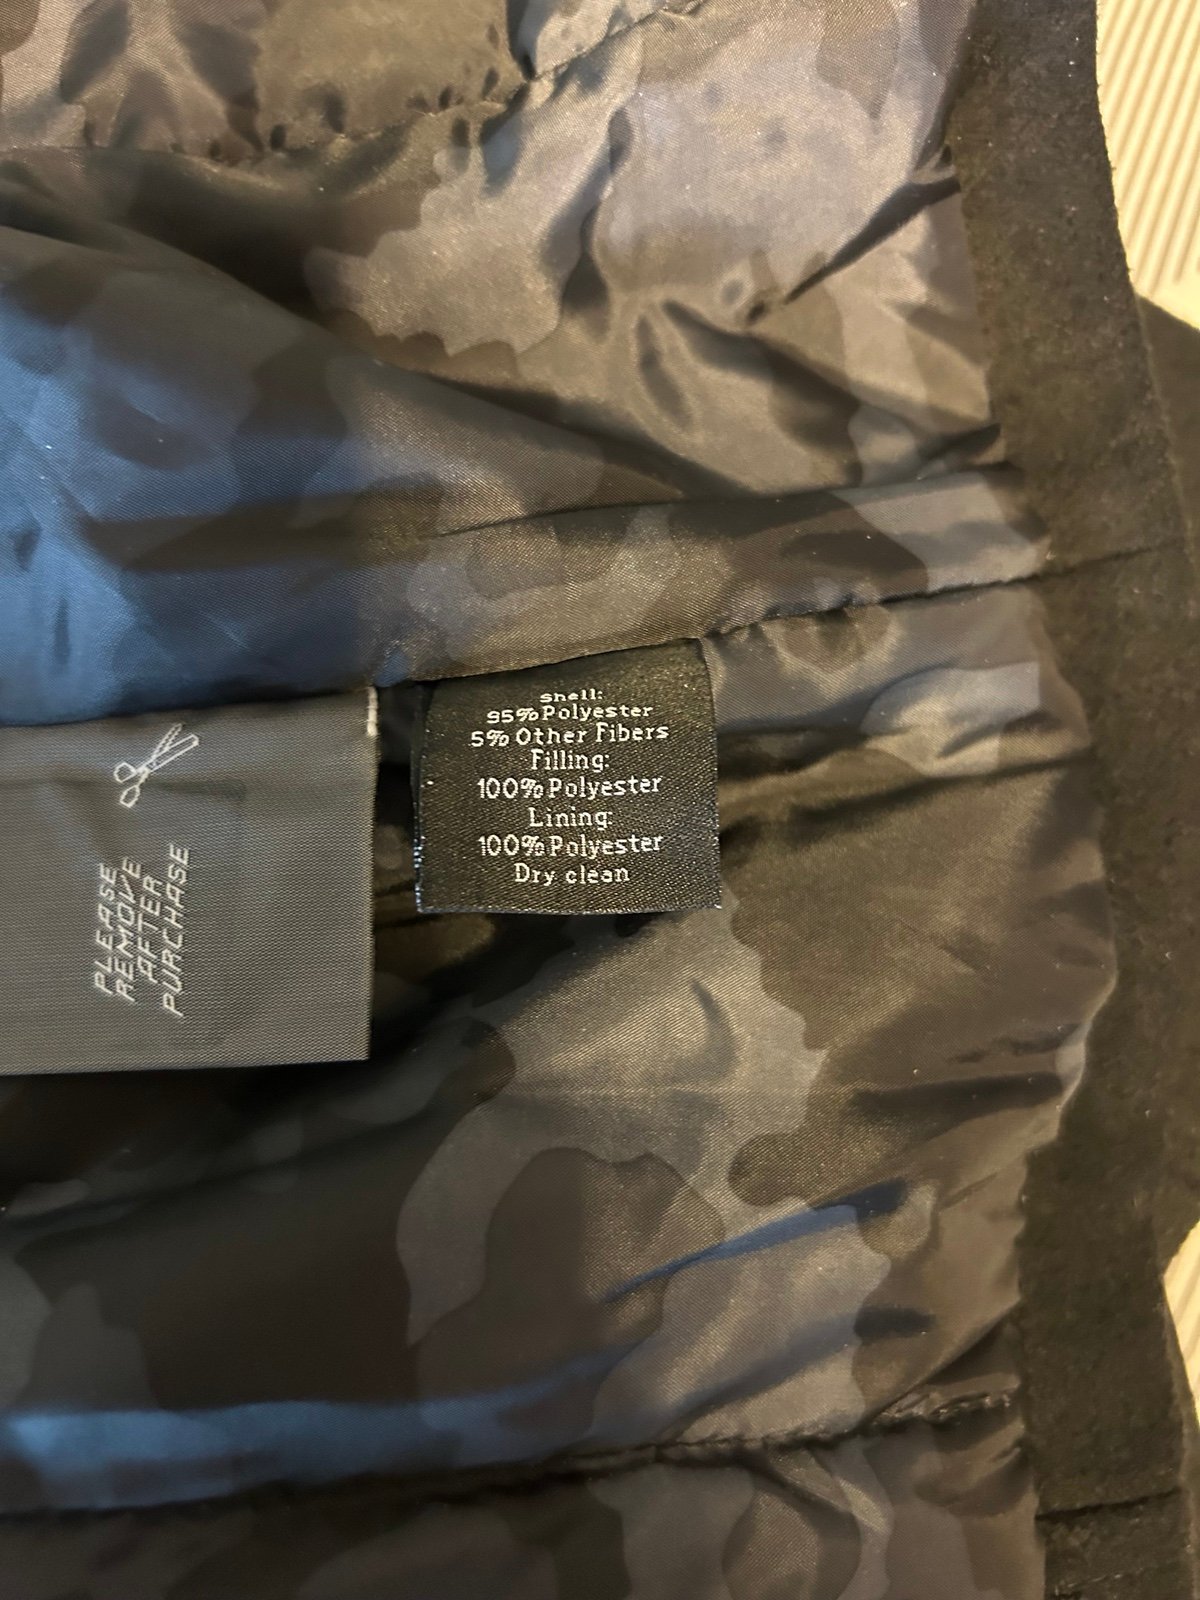 Shell:
95% Polyester
5% Other Fibers
Filling:
100% Polyester
Lining:
100% Polyester
Dry clean
PLEASE
REMOVE
AFTER
PURCHASE